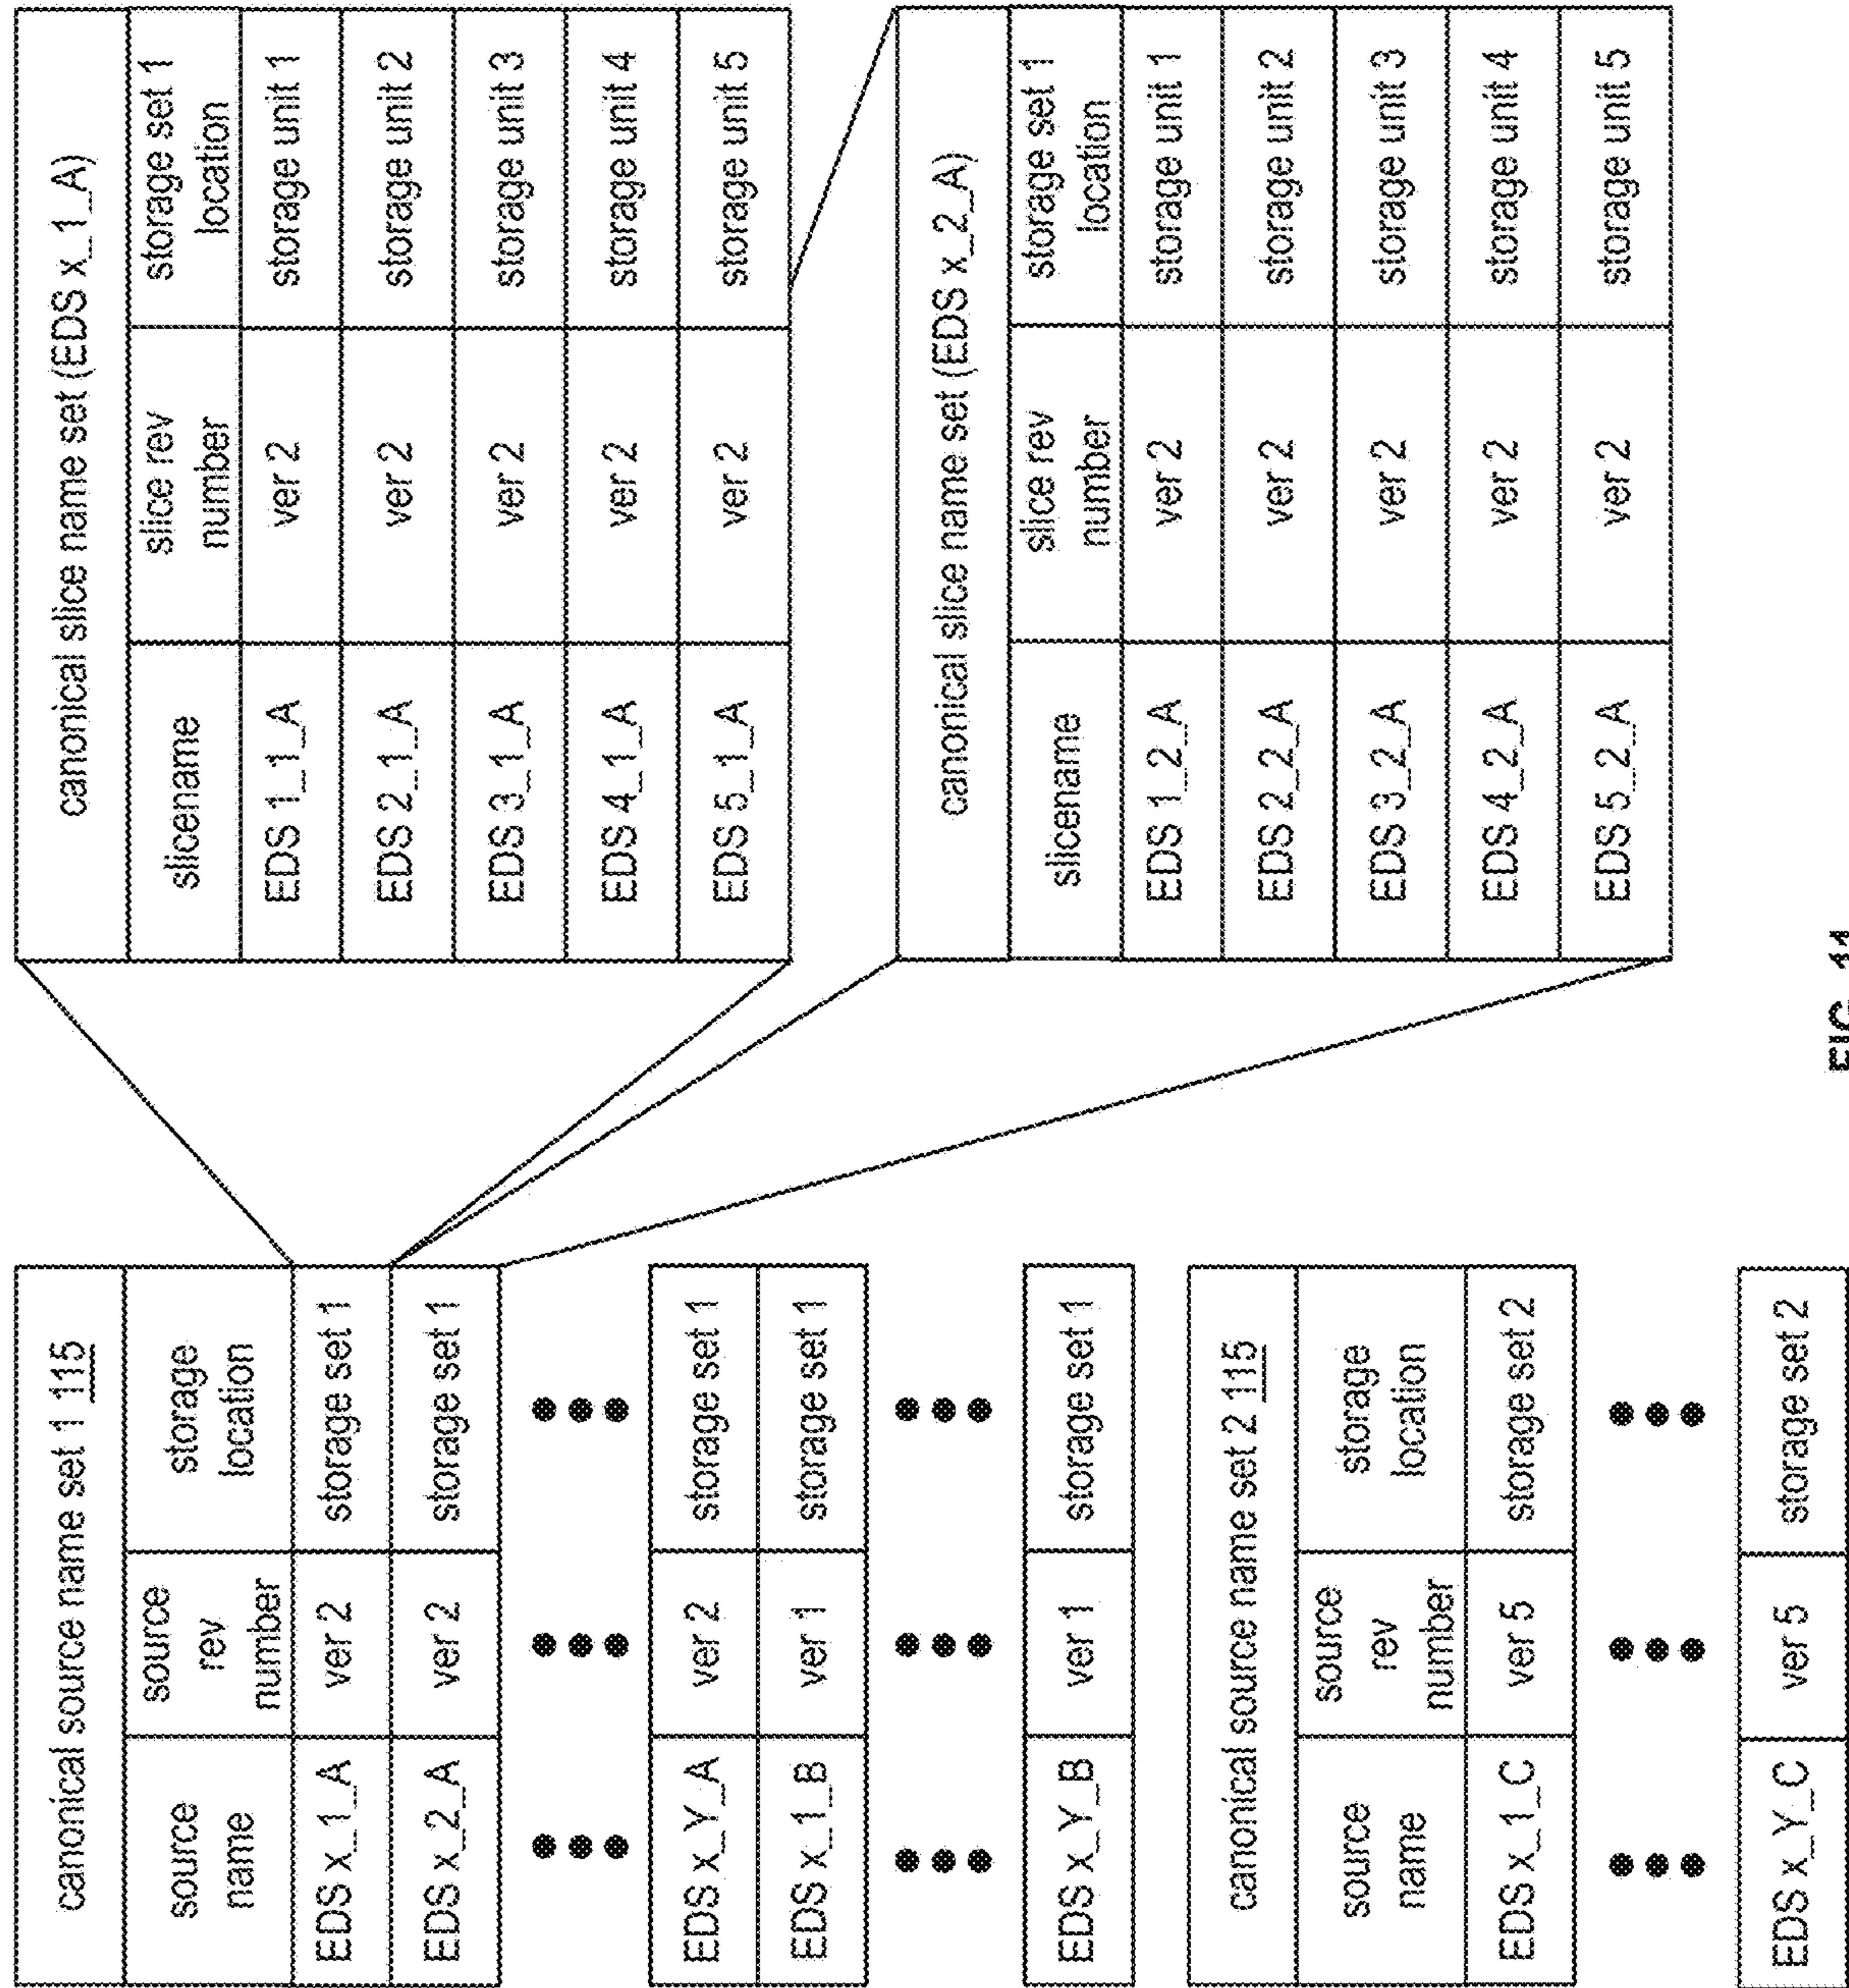 canonical source name set 1 115
source name | source rev number | storage location
EDS x_1_A | ver 2 | storage set 1
EDS x_2_A | ver 2 | storage set 1
EDS x_Y_A | ver 2 | storage set 1
EDS x_1_B | ver 1 | storage set 1
EDS x_Y_B | ver 1 | storage set 1
canonical source name set 2 115
source name | source rev number | storage location
EDS x_1_C | ver 5 | storage set 2
EDS x_Y_C | ver 5 | storage set 2
canonical slice name set (EDS x_1_A)
slicename | slice rev number | storage set 1 location
EDS 1_1_A | ver 2 | storage unit 1
EDS 2_1_A | ver 2 | storage unit 2
EDS 3_1_A | ver 2 | storage unit 3
EDS 4_1_A | ver 2 | storage unit 4
EDS 5_1_A | ver 2 | storage unit 5
canonical slice name set (EDS x_2_A)
slicename | slice rev number | storage set 1 location
EDS 1_2_A | ver 2 | storage unit 1
EDS 2_2_A | ver 2 | storage unit 2
EDS 3_2_A | ver 2 | storage unit 3
EDS 4_2_A | ver 2 | storage unit 4
EDS 5_2_A | ver 2 | storage unit 5
FIG. 11